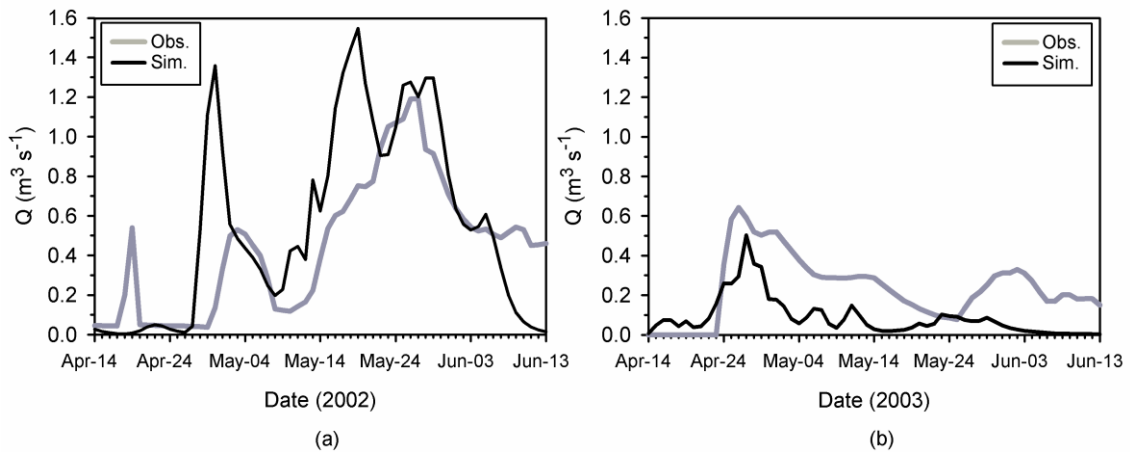 1.6
1.4
1.2
1.0
0.8
0.6
0.4
0.2
0.0
Q (m³ s⁻¹)
Obs.
Sim.
Apr-14 Apr-24 May-04 May-14 May-24 Jun-03 Jun-13
Date (2002)
(a)
1.6
1.4
1.2
1.0
0.8
0.6
0.4
0.2
0.0
Q (m³ s⁻¹)
Obs.
Sim.
Apr-14 Apr-24 May-04 May-14 May-24 Jun-03 Jun-13
Date (2003)
(b)